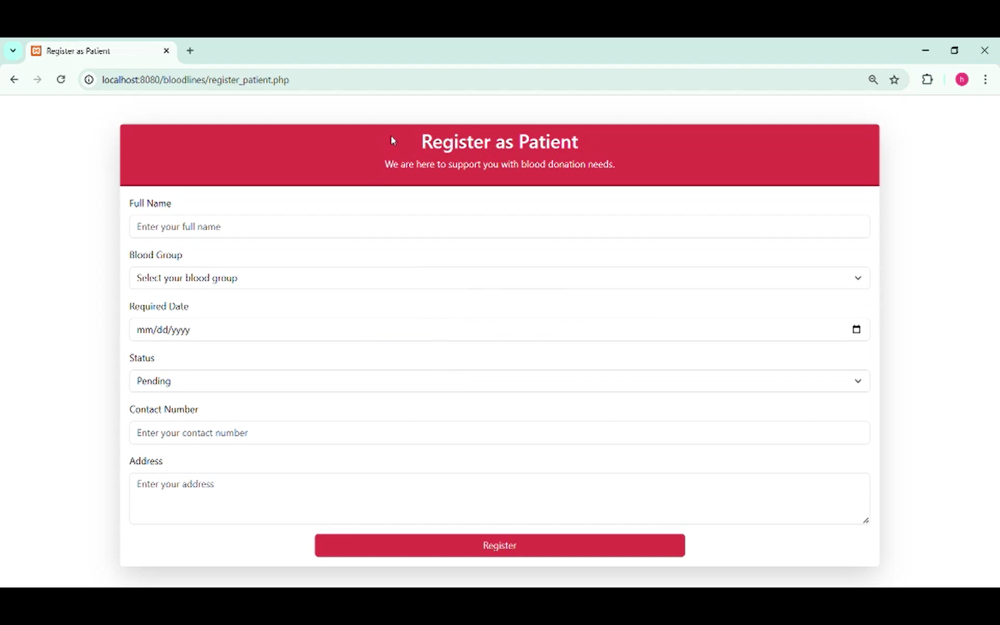 Register as Patient
localhost:8080/bloodlines/register_patient.php
h
Register as Patient
We are here to support you with blood donation needs.
Full Name
Enter your full name
Blood Group
Select your blood group
Required Date
mm/dd/yyyy
Status
Pending
Contact Number
Enter your contact number
Address
Enter your address
Register